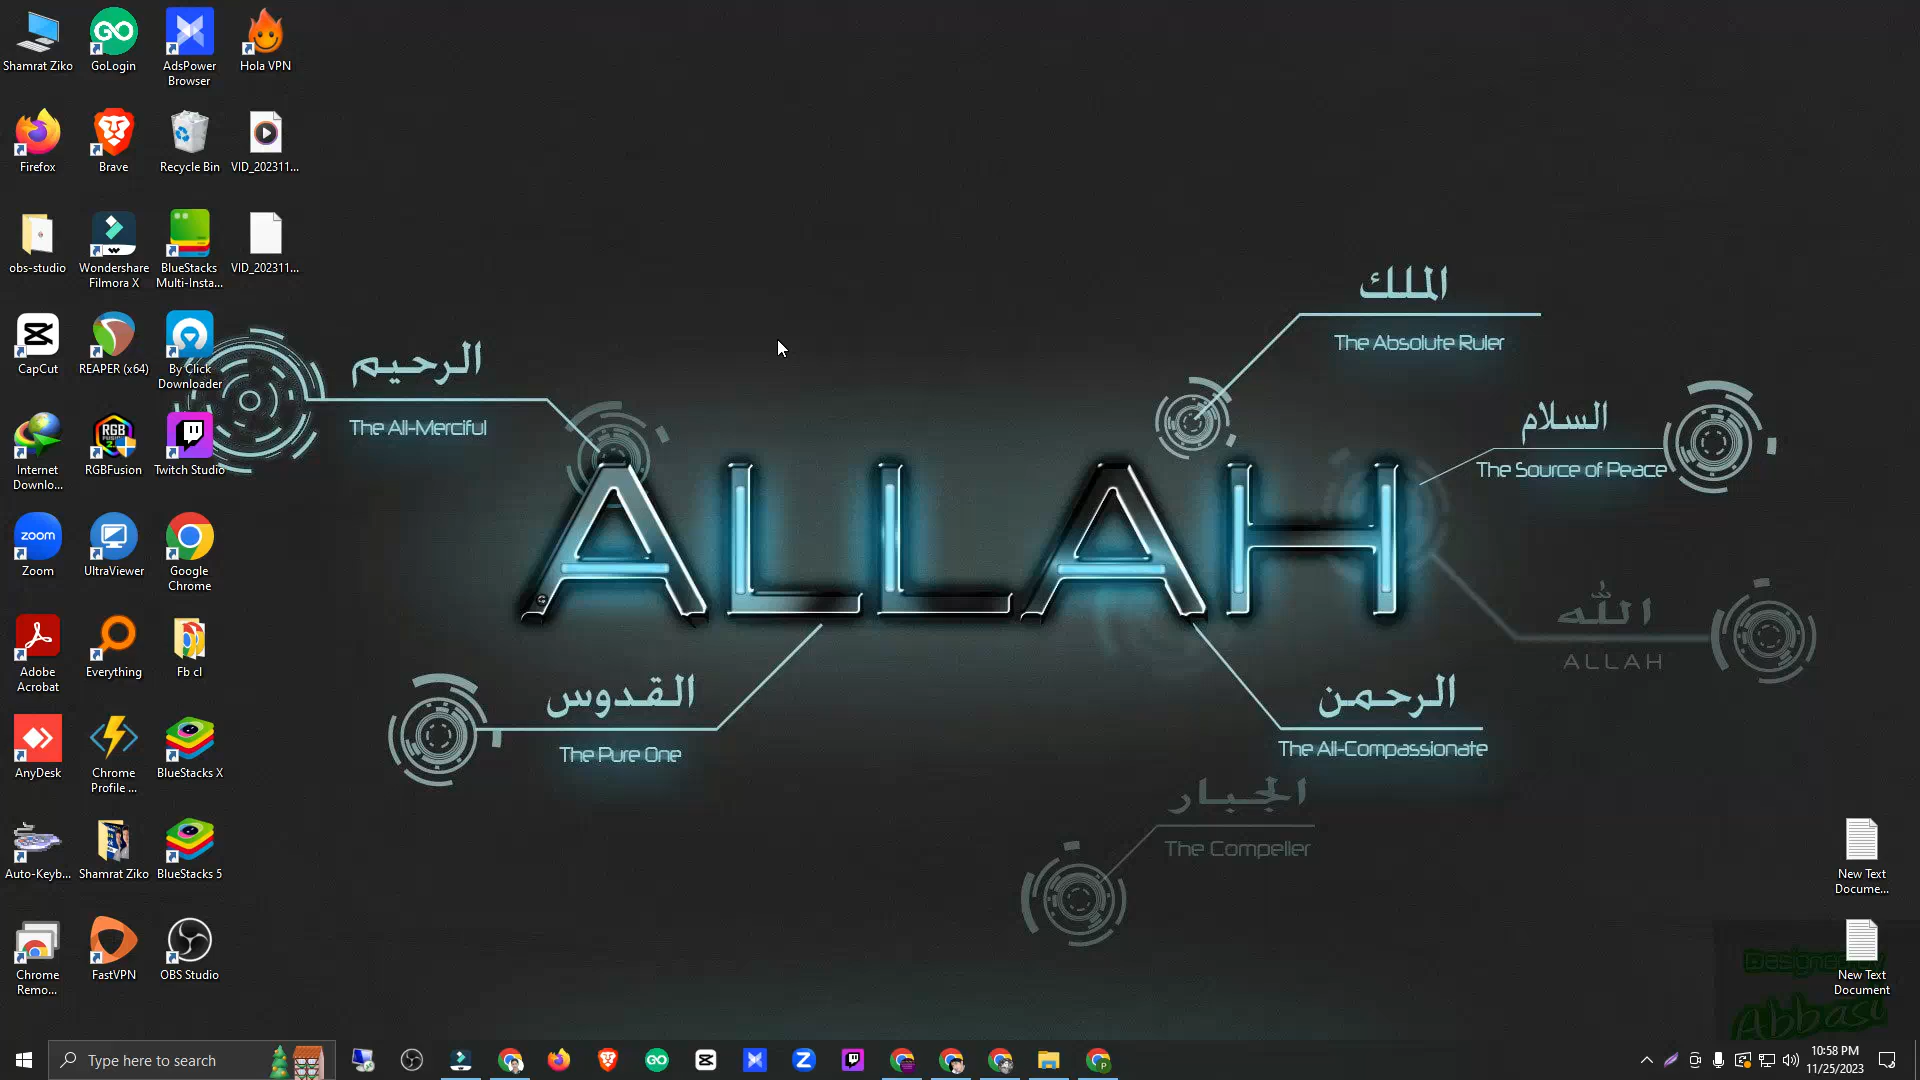 Shamrat Ziko
GoLogin
AdsPower
Browser
Hola VPN
Firefox
Brave
Recycle Bin
VID_202311...
obs-studio
Wondershare
Filmora X
BlueStacks
Multi-Insta...
VID_202311...
CapCut
REAPER (x64)
By Click
Downloader
Internet
Downlo...
RGB
RGBFusion
Twitch Studio
zoom
Zoom
UltraViewer
Google
Chrome
Adobe
Acrobat
Everything
Fb cl
AnyDesk
Chrome
Profile ...
BlueStacks X
Auto-Keyb...
Shamrat Ziko
BlueStacks 5
Chrome
Remo...
FastVPN
OBS Studio
الملك
The Absolute Ruler
الرحيم
The All-Merciful
السلام
The Source of Peace
ALLAH
الله
ALLAH
القدوس
The Pure One
الرحمن
The All-Compassionate
الجبار
The Compeller
New Text
Docume...
New Text
Document
Abbasi
Type here to search
10:58 PM
11/25/2023